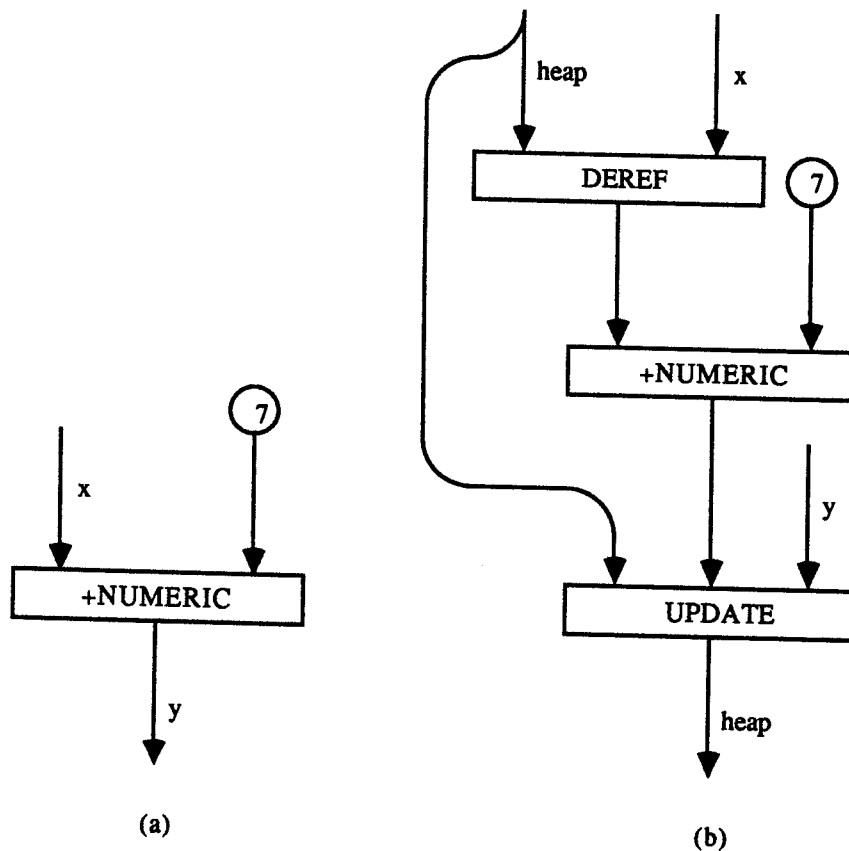 heap
x
DEREF
7
+NUMERIC
y
UPDATE
heap
(b)
x
7
+NUMERIC
y
(a)